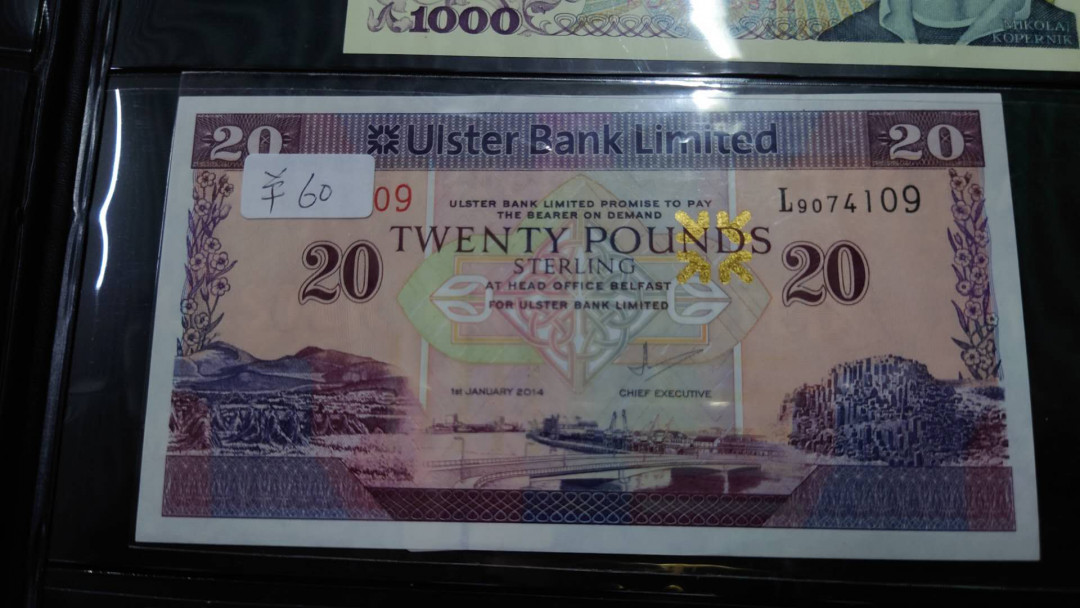 1000
MIKOLAJ
KOPERNIK
20 Ulster Bank Limited 20
¥60
09
L9074109
ULSTER BANK LIMITED PROMISE TO PAY
THE BEARER ON DEMAND
TWENTY POUNDS
20 STERLING 20
AT HEAD OFFICE BELFAST
FOR ULSTER BANK LIMITED
1st JANUARY 2014 CHIEF EXECUTIVE